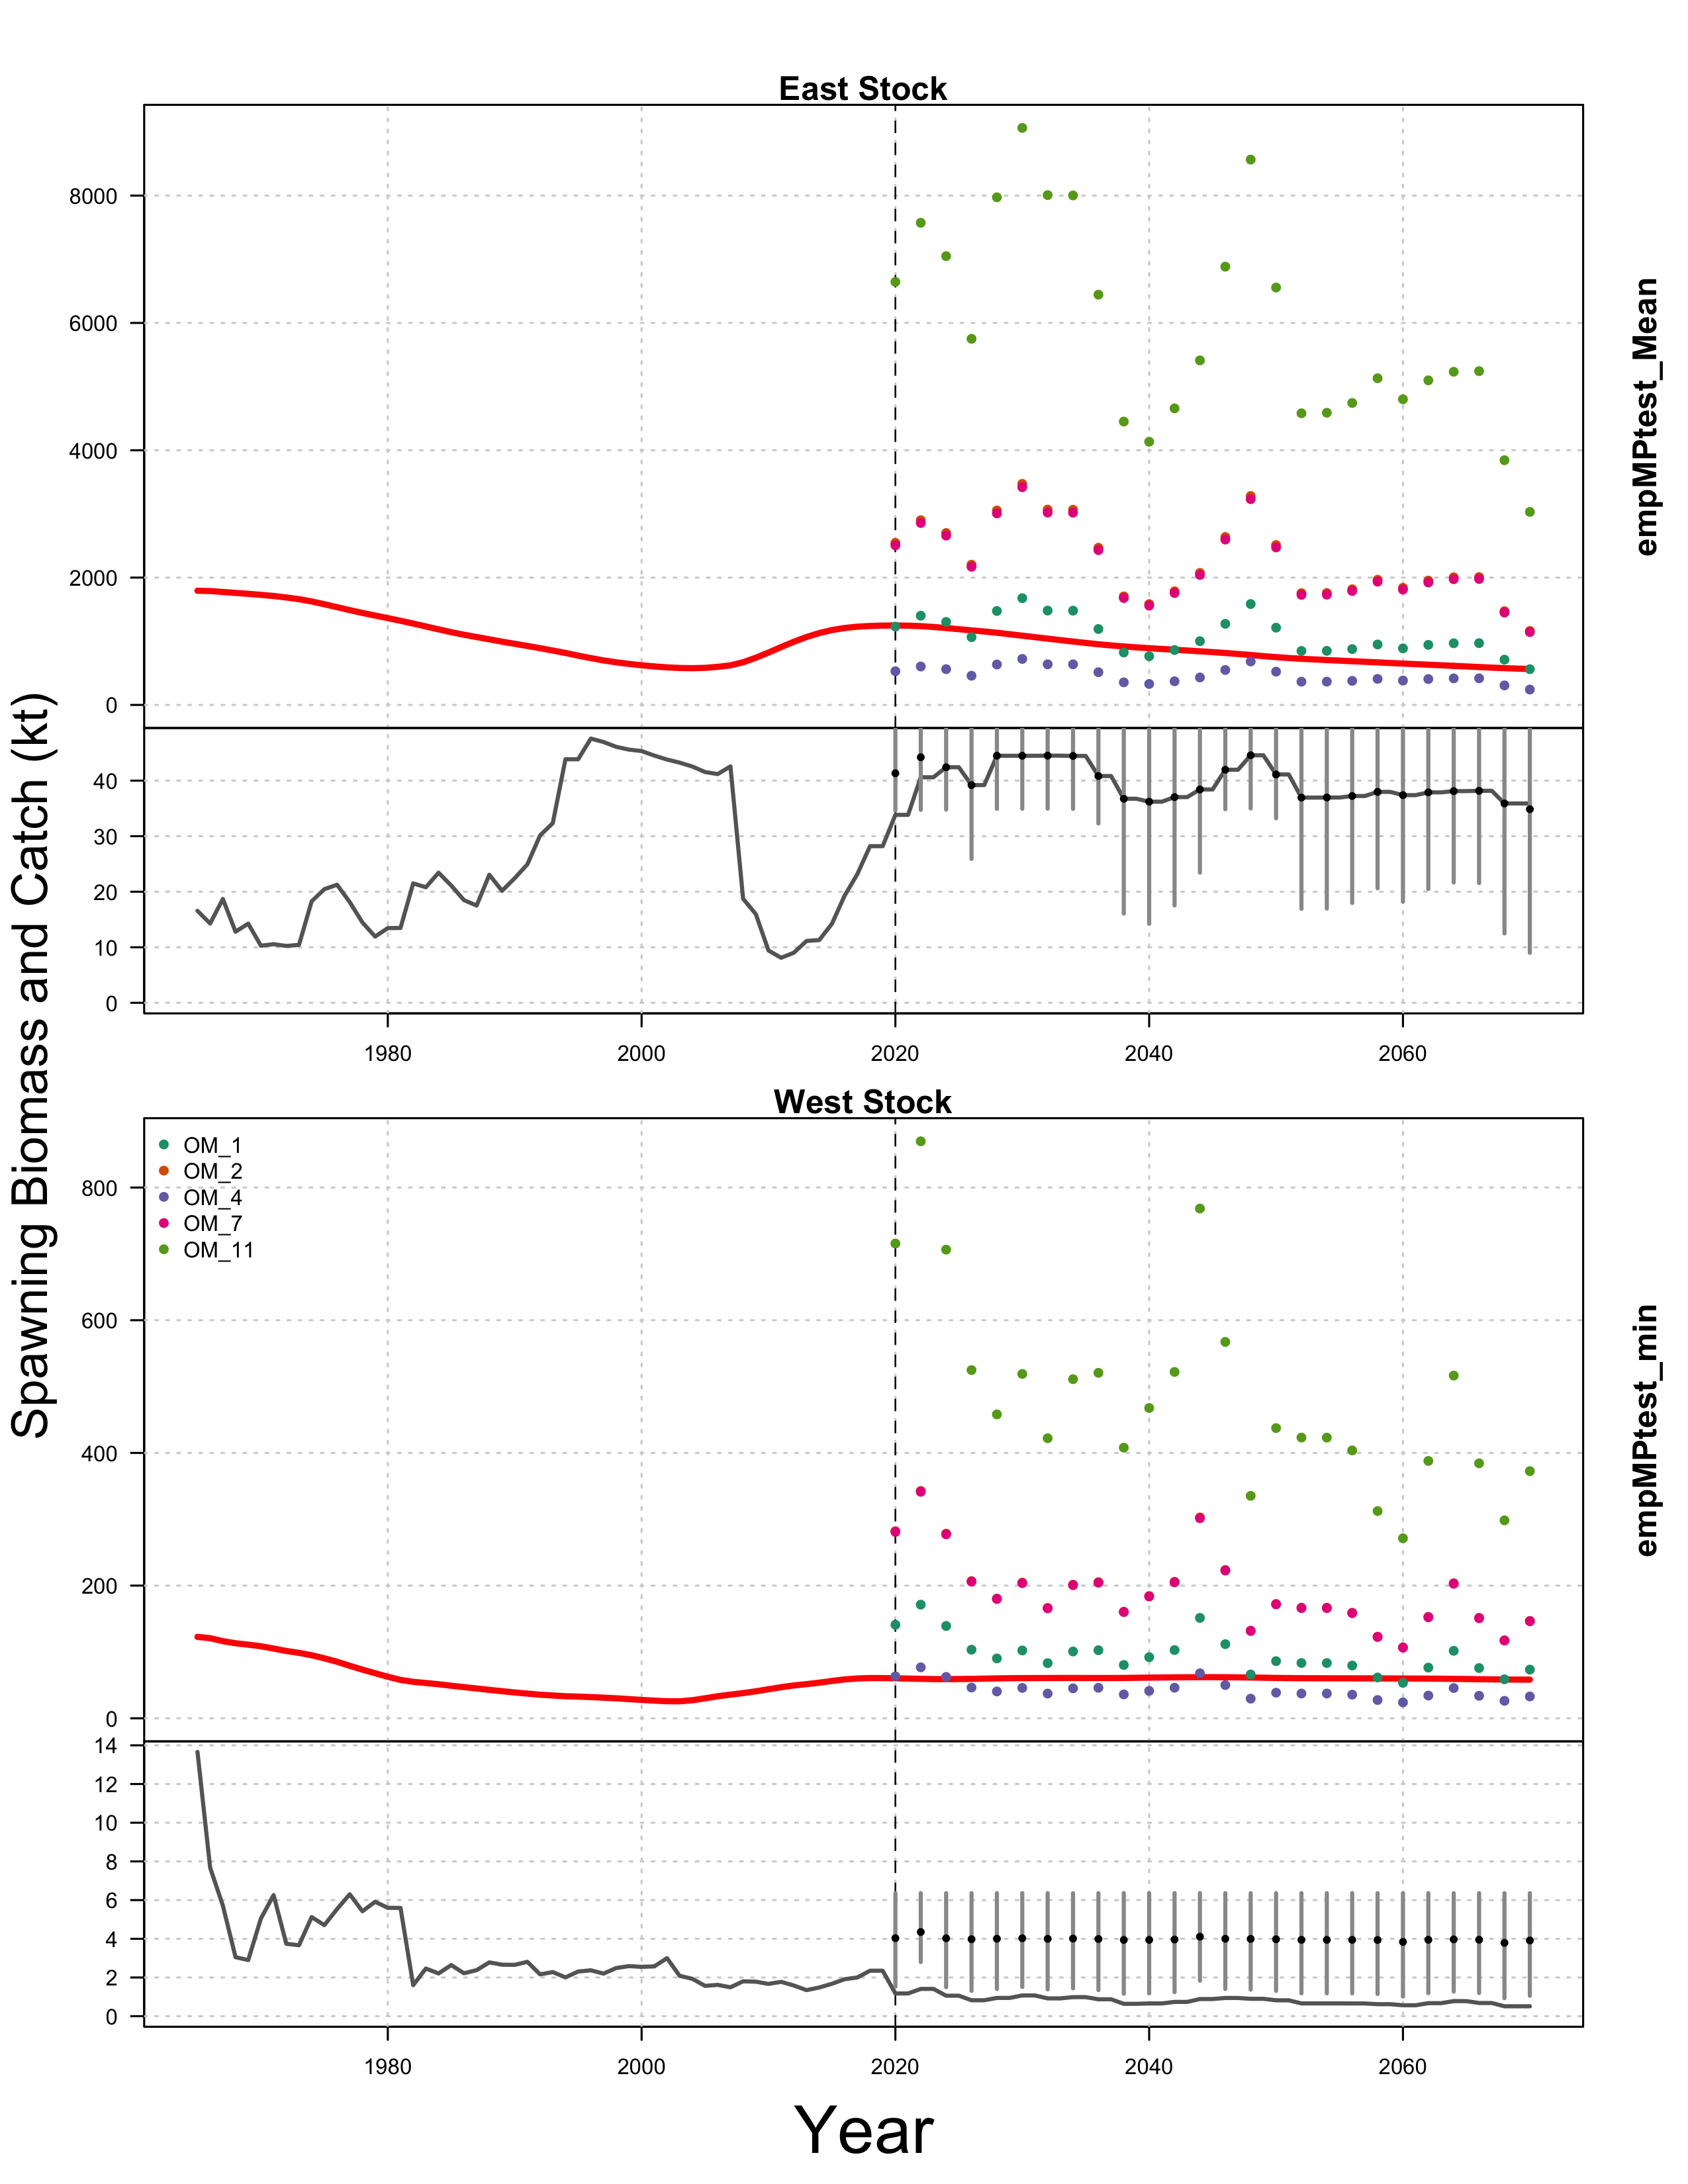 East Stock
8000
6000
4000
2000
0
40
30
20
10
0
1980 2000 2020 2040 2060
empMPtest_Mean
Spawning Biomass and Catch (kt)
West Stock
OM_1
OM_2
OM_4
OM_7
OM_11
800
600
400
200
0
14
12
10
8
6
4
2
0
1980 2000 2020 2040 2060
empMPtest_min
Year